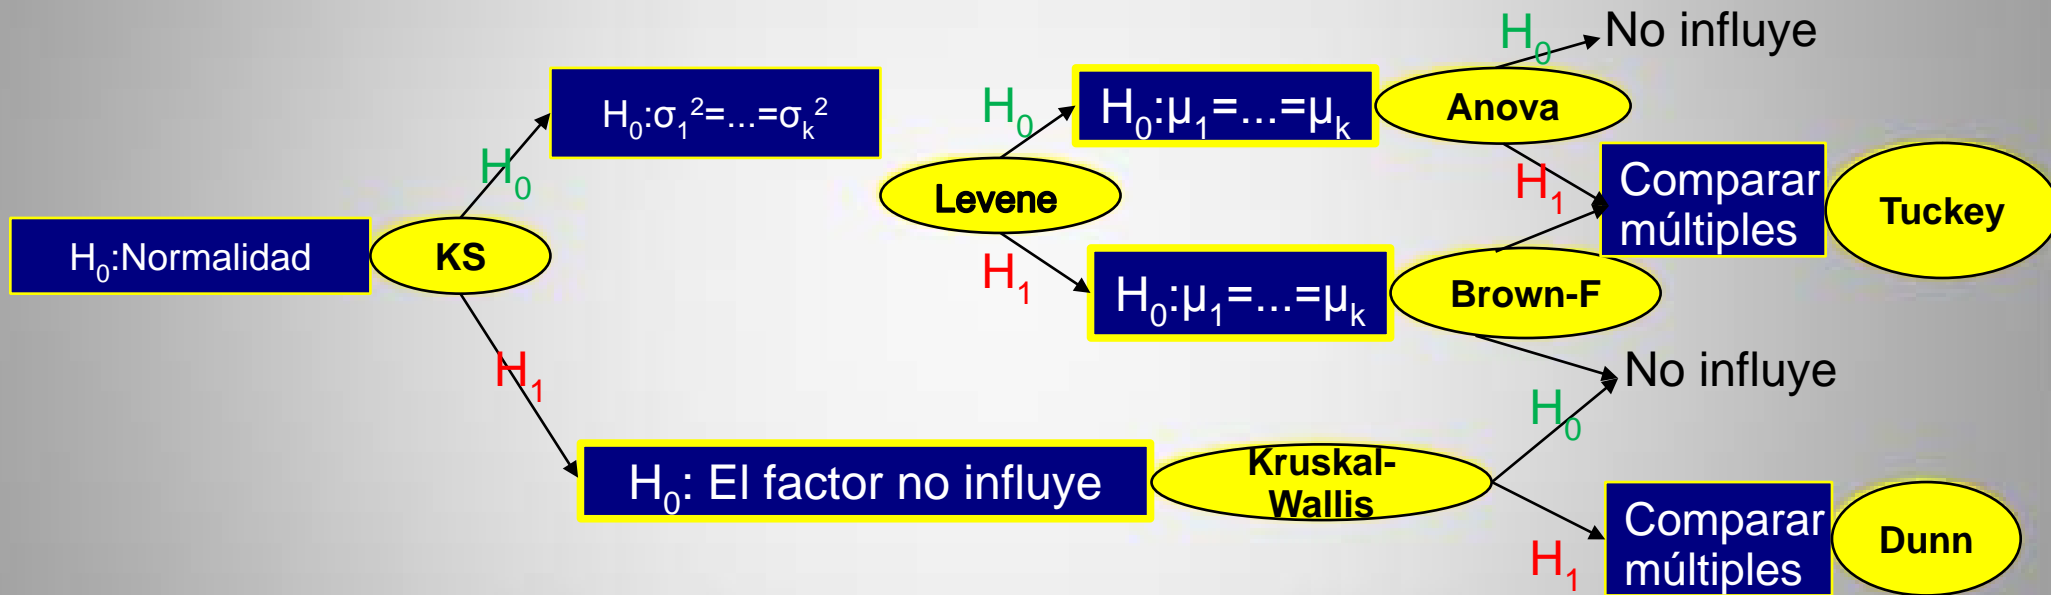 H₀:Normalidad
KS
H₀
H₁
H₀:σ₁²=...=σₖ²
Levene
H₀
H₁
H₀:μ₁=...=μₖ
Anova
H₀
No influye
H₁
Comparar
múltiples
Tuckey
H₀:μ₁=...=μₖ
Brown-F
No influye
H₀: El factor no influye
Kruskal-
Wallis
H₀
H₁
Comparar
múltiples
Dunn